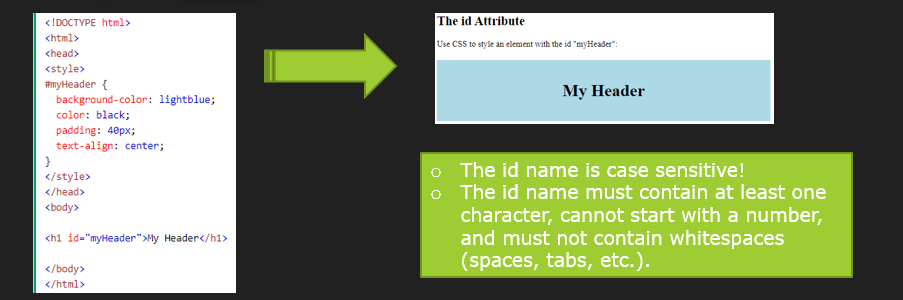 <!DOCTYPE html>
<html>
<head>
<style>
#myHeader {
  background-color: lightblue;
  color: black;
  padding: 40px;
  text-align: center;
}
</style>
</head>
<body>

<h1 id="myHeader">My Header</h1>

</body>
</html>
The id Attribute
Use CSS to style an element with the id "myHeader":
My Header
o The id name is case sensitive!
o The id name must contain at least one
character, cannot start with a number,
and must not contain whitespaces
(spaces, tabs, etc.).